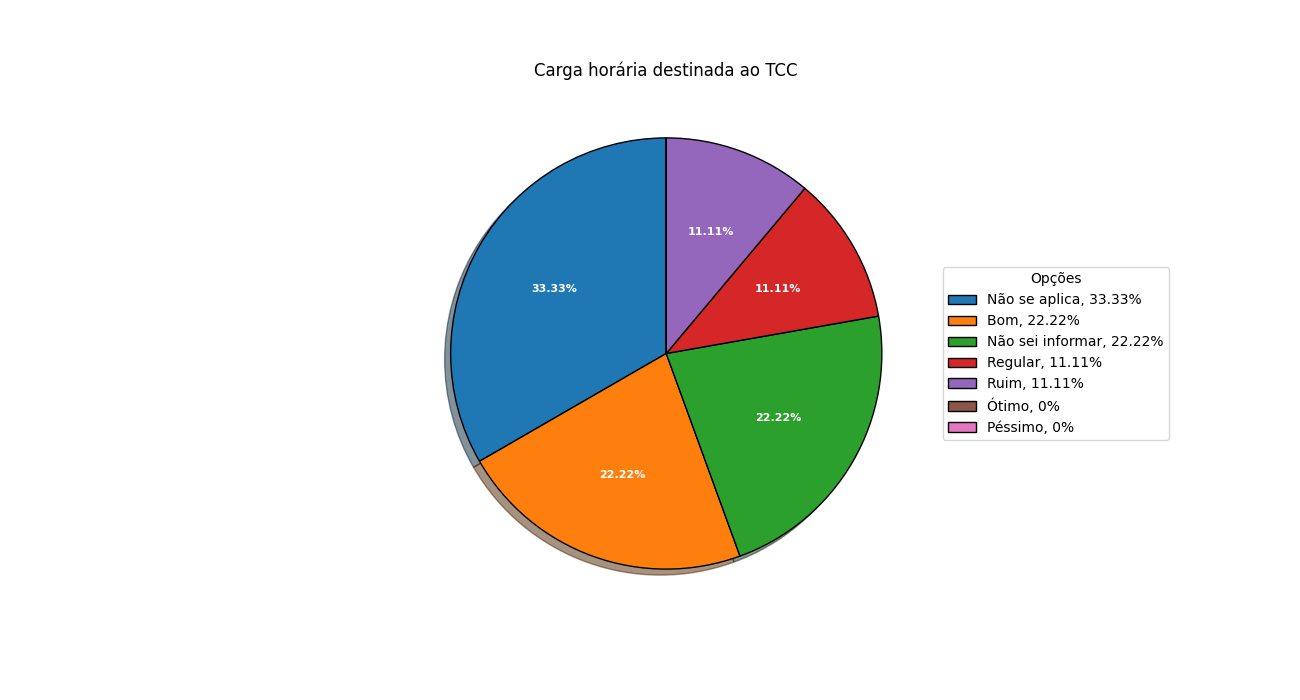 Carga horária destinada ao TCC
11.11%
33.33%
11.11%
22.22%
22.22%
Opções
Não se aplica, 33.33%
Bom, 22.22%
Não sei informar, 22.22%
Regular, 11.11%
Ruim, 11.11%
Ótimo, 0%
Péssimo, 0%